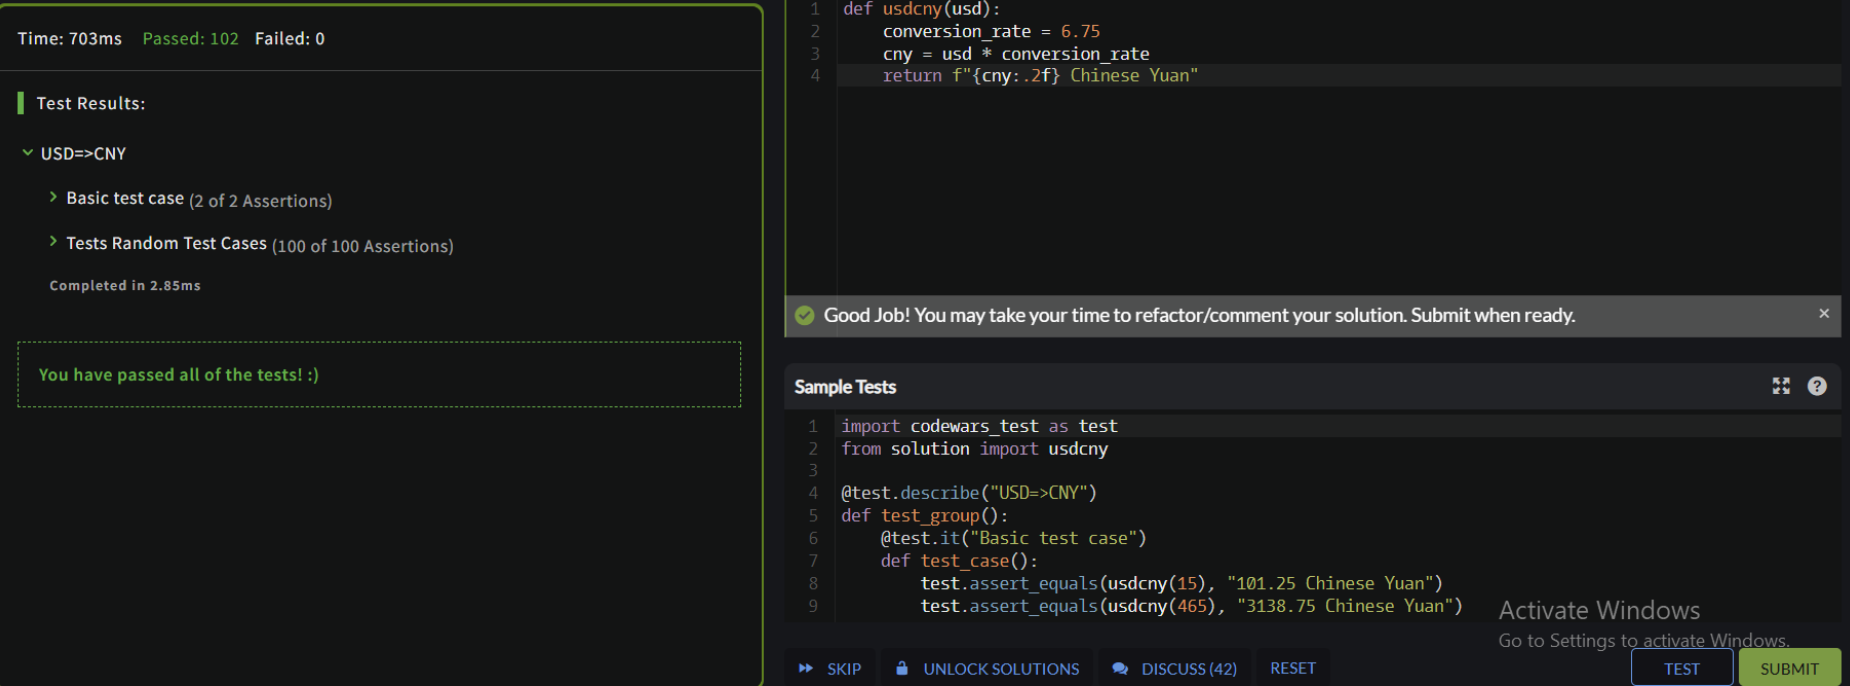 Time: 703ms Passed: 102 Failed: 0
Test Results:
USD=>CNY
Basic test case (2 of 2 Assertions)
Tests Random Test Cases (100 of 100 Assertions)
Completed in 2.85ms
You have passed all of the tests! :)
1 def usdcny(usd):
2     conversion_rate = 6.75
3     cny = usd * conversion_rate
4     return f"{cny:.2f} Chinese Yuan"
Good Job! You may take your time to refactor/comment your solution. Submit when ready.
Sample Tests
1 import codewars_test as test
2 from solution import usdcny
3
4 @test.describe("USD=>CNY")
5 def test_group():
6     @test.it("Basic test case")
7     def test_case():
8         test.assert_equals(usdcny(15), "101.25 Chinese Yuan")
9         test.assert_equals(usdcny(465), "3138.75 Chinese Yuan")
Activate Windows
Go to Settings to activate Windows.
SKIP UNLOCK SOLUTIONS DISCUSS (42) RESET TEST SUBMIT